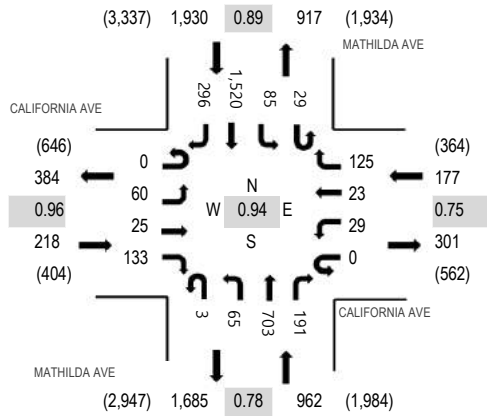 (3,337) 1,930 0.89 917 (1,934)
MATHILDA AVE
296 1,520 85 29
CALIFORNIA AVE
(646)
384
0.96
218
(404)
0
60
25
133
N
W 0.94 E
S
125
23
29
0
(364)
177
0.75
301
(562)
CALIFORNIA AVE
3 65 703 191
MATHILDA AVE
(2,947) 1,685 0.78 962 (1,984)